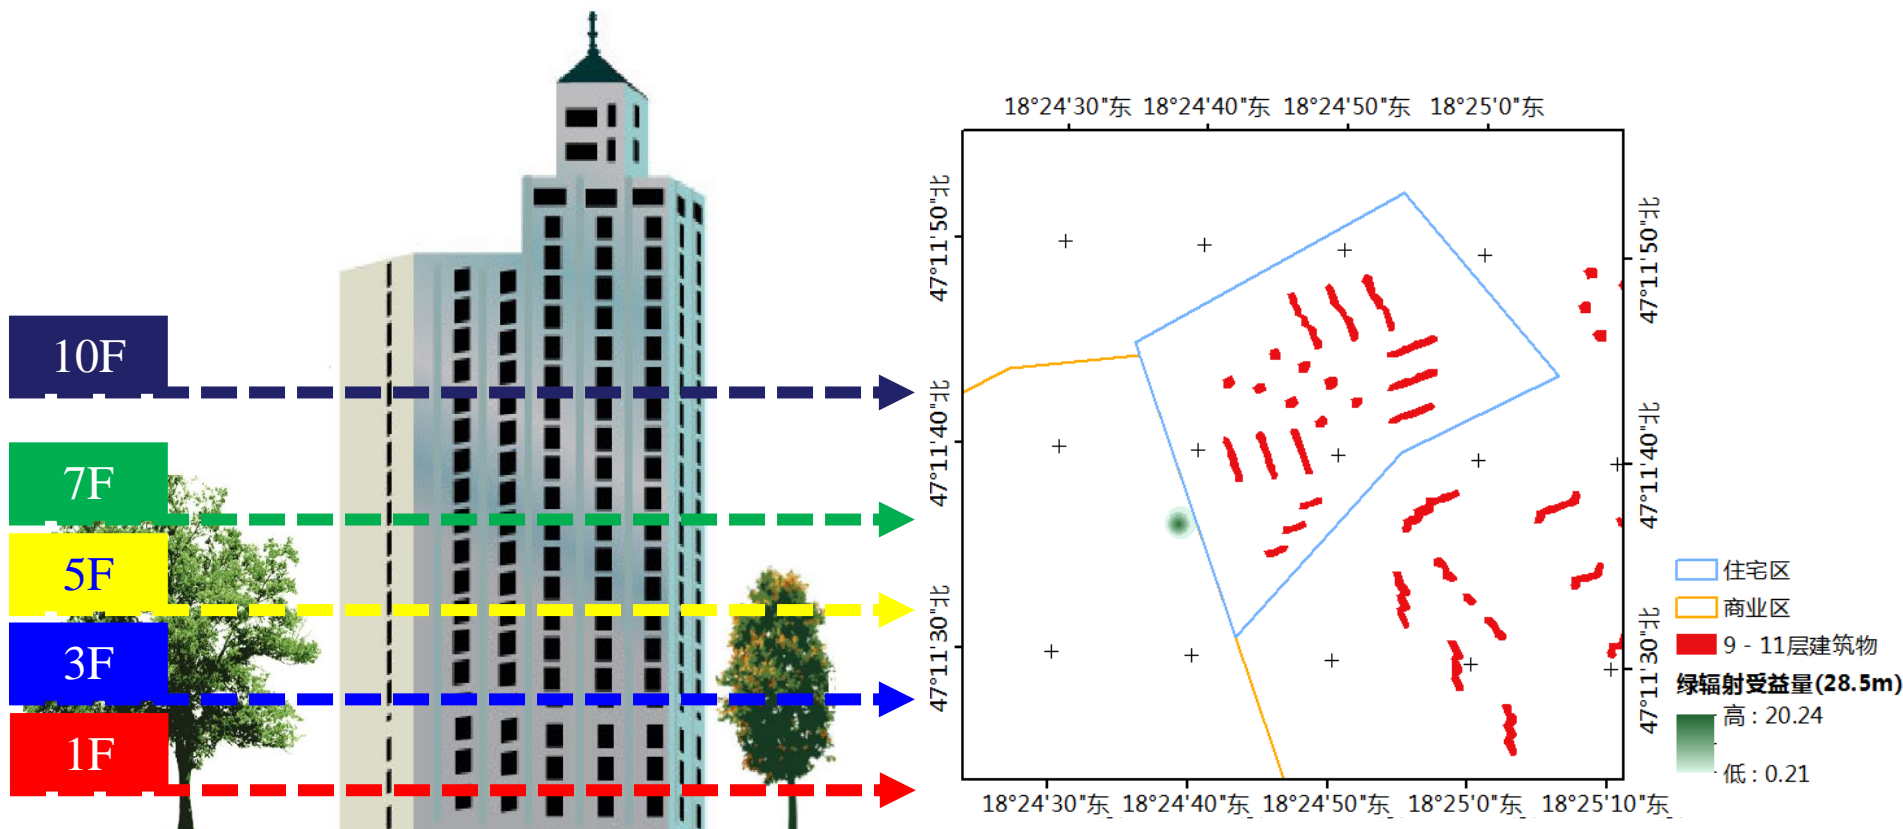 10F
7F
5F
3F
1F
18°24'30"东 18°24'40"东 18°24'50"东 18°25'0"东
47°11'50"北
47°11'40"北
47°11'30"北
47°11'50"北
47°11'40"北
47°11'30"北
18°24'30"东 18°24'40"东 18°24'50"东 18°25'0"东 18°25'10"东
住宅区
商业区
9 - 11层建筑物
绿辐射受益量(28.5m)
高 : 20.24
低 : 0.21